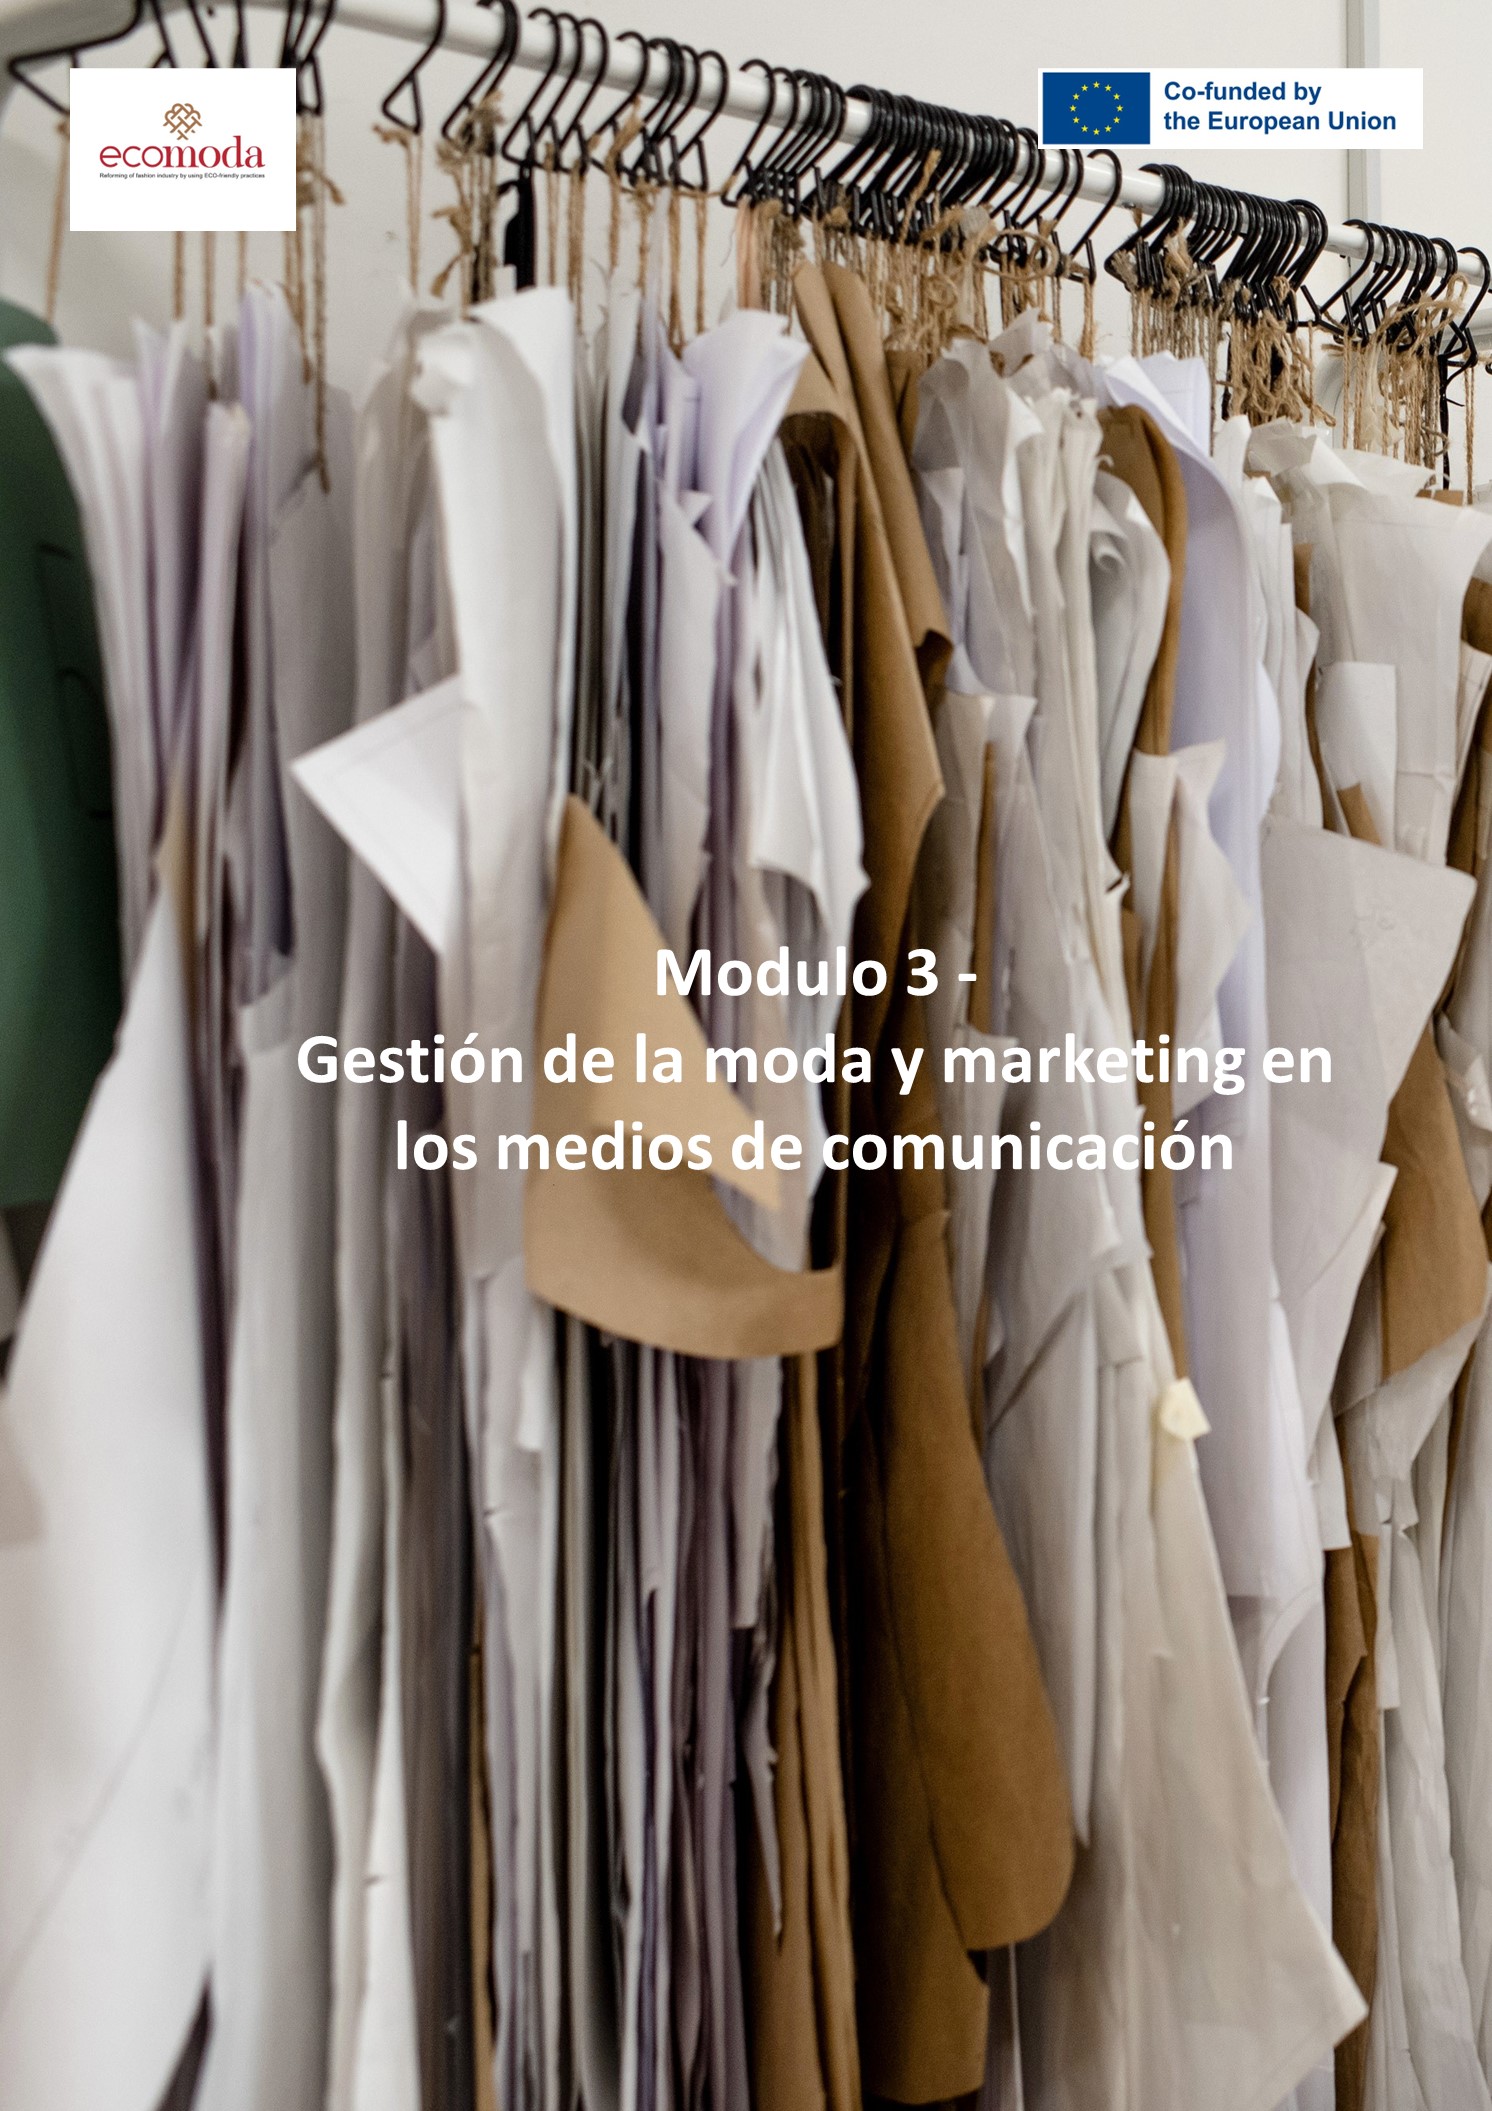 ecomoda
Reforming of fashion industry by using ECO-friendly practices
Co-funded by
the European Union
Modulo 3 -
Gestión de la moda y marketing en
los medios de comunicación